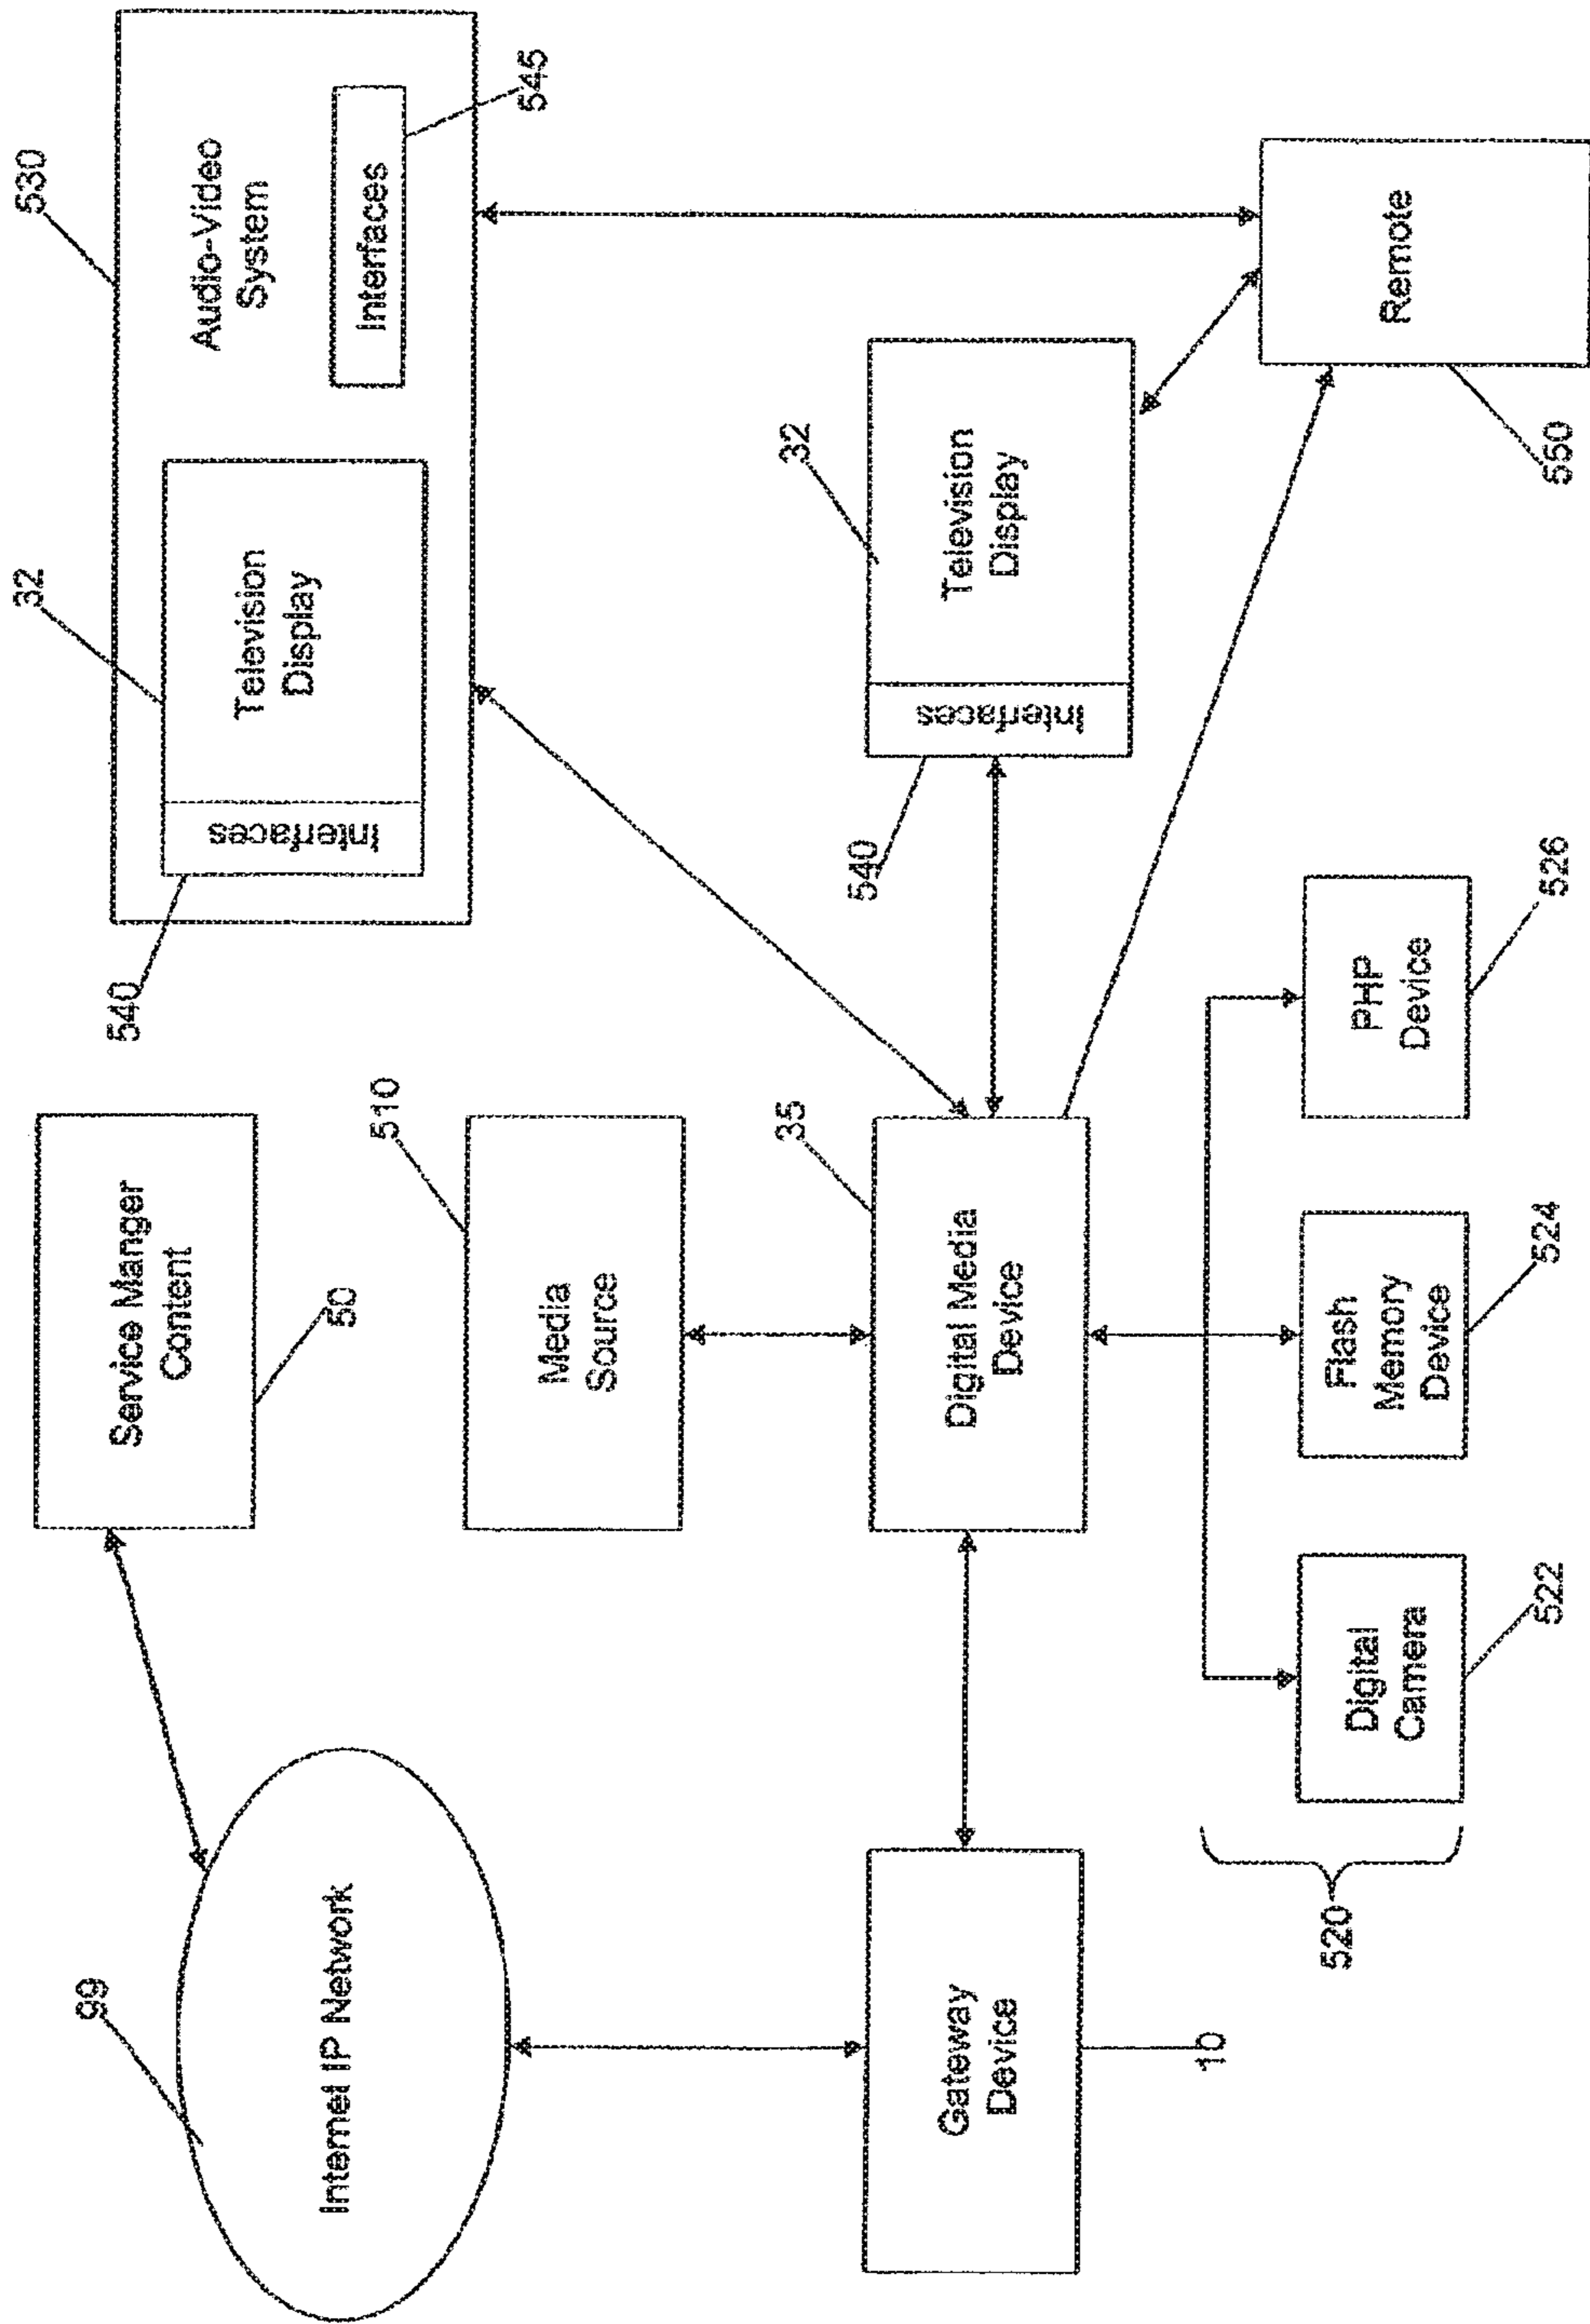 99
Internet IP Network
Service Manger
Content
50
530
32
Television
Display
Interfaces
540
Audio-Video
System
Interfaces
545
510
Media
Source
Gateway
Device
10
35
Digital Media
Device
540
Interfaces
32
Television
Display
520
Digital
Camera
522
Flash
Memory
Device
524
PHP
Device
526
Remote
550